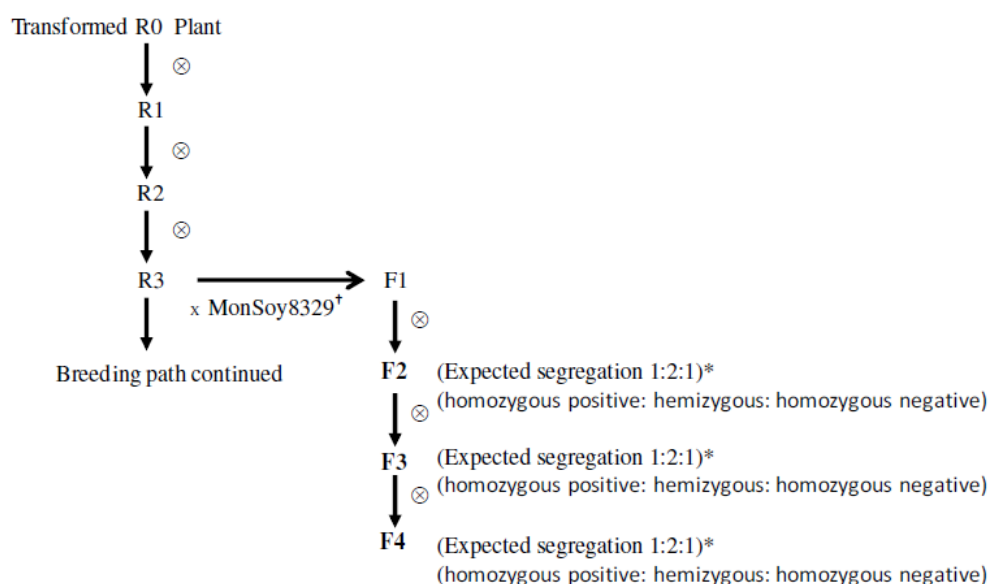 Transformed R0 Plant
⊗
R1
⊗
R2
⊗
R3
x MonSoy8329†
F1
⊗
Breeding path continued
F2 (Expected segregation 1:2:1)*
(homozygous positive: hemizygous: homozygous negative)
⊗
F3 (Expected segregation 1:2:1)*
(homozygous positive: hemizygous: homozygous negative)
⊗
F4 (Expected segregation 1:2:1)*
(homozygous positive: hemizygous: homozygous negative)